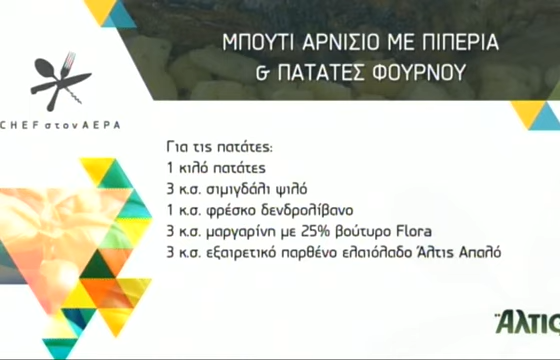 ΜΠΟΥΤΙ ΑΡΝΙΣΙΟ ΜΕ ΠΙΠΕΡΙΑ
& ΠΑΤΑΤΕΣ ΦΟΥΡΝΟΥ
CHEF στον ΑΕΡΑ
Για τις πατάτες:
1 κιλό πατάτες
3 κ.σ. σιμιγδάλι ψιλό
1 κ.σ. φρέσκο δενδρολίβανο
3 κ.σ. μαργαρίνη με 25% βούτυρο Flora
3 κ.σ. εξαιρετικό παρθένο ελαιόλαδο Άλτις Απαλό
Άλτις